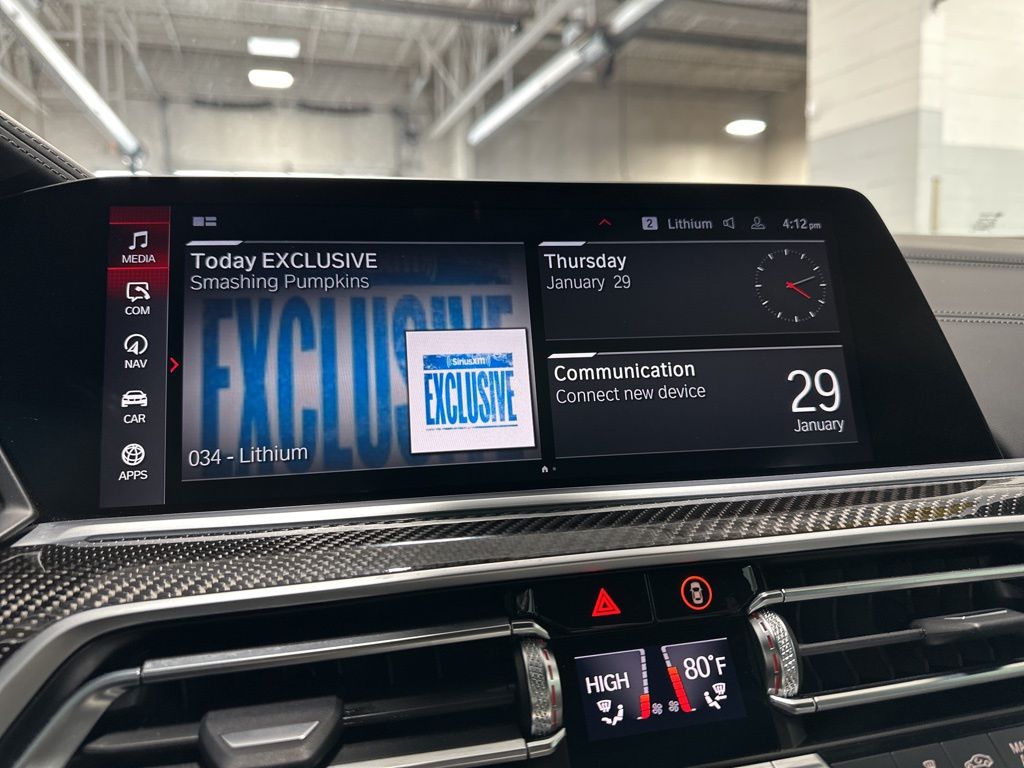 2 Lithium 4:12 pm
MEDIA
COM
NAV
CAR
APPS
Today EXCLUSIVE
Smashing Pumpkins
EXCLUS
SiriusXM
EXCLUSIVE
034 - Lithium
Thursday
January 29
Communication
Connect new device
29
January
HIGH
80°F